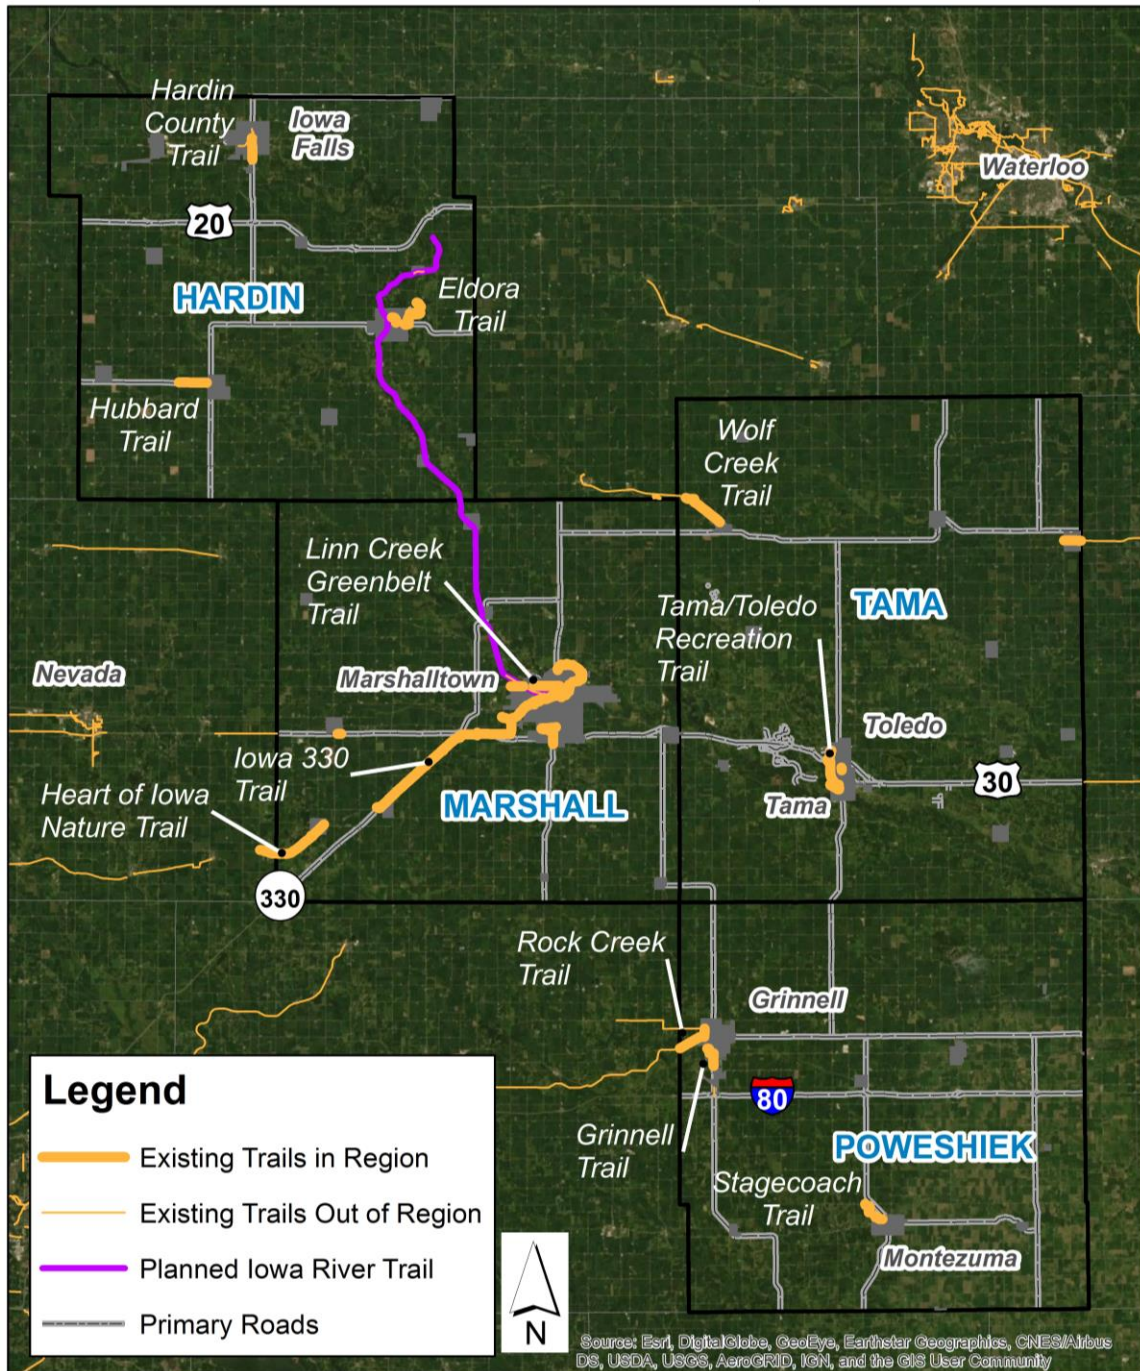 Hardin
County
Trail
Iowa
Falls
Waterloo
20
HARDIN
Eldora
Trail
Hubbard
Trail
Wolf
Creek
Trail
Linn Creek
Greenbelt
Trail
Tama/Toledo
Recreation
Trail
TAMA
Nevada
Marshalltown
Toledo
Iowa 330
Trail
30
Heart of Iowa
Nature Trail
MARSHALL
Tama
330
Rock Creek
Trail
Grinnell
80
Grinnell
Trail
POWESHIEK
Stagecoach
Trail
Montezuma
Legend
Existing Trails in Region
Existing Trails Out of Region
Planned Iowa River Trail
Primary Roads
N
Source: Esri, DigitalGlobe, GeoEye, Earthstar Geographics, CNES/Airbus
DS, USDA, USGS, AeroGRID, IGN, and the GIS User Community